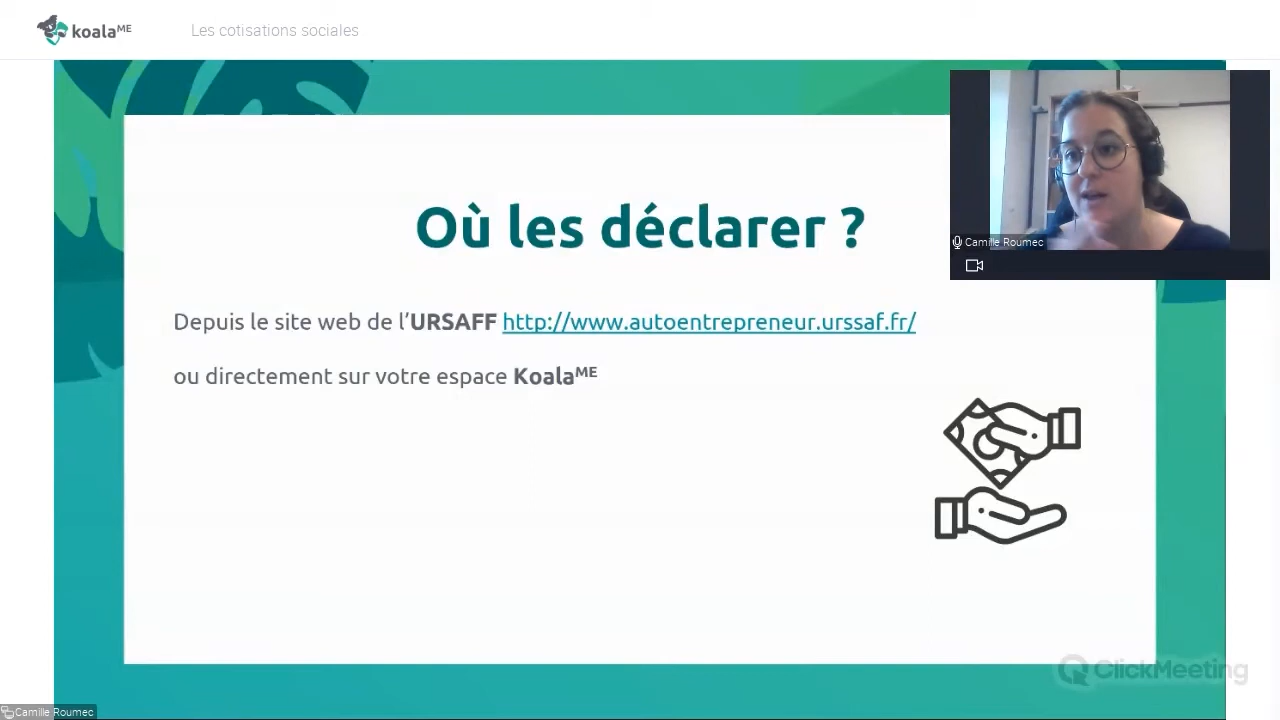 koalaME
Les cotisations sociales
Camille Roumec
Où les déclarer ?
Depuis le site web de l'URSAFF http://www.autoentrepreneur.urssaf.fr/
ou directement sur votre espace KoalaME
ClickMeeting
Camille Roumec